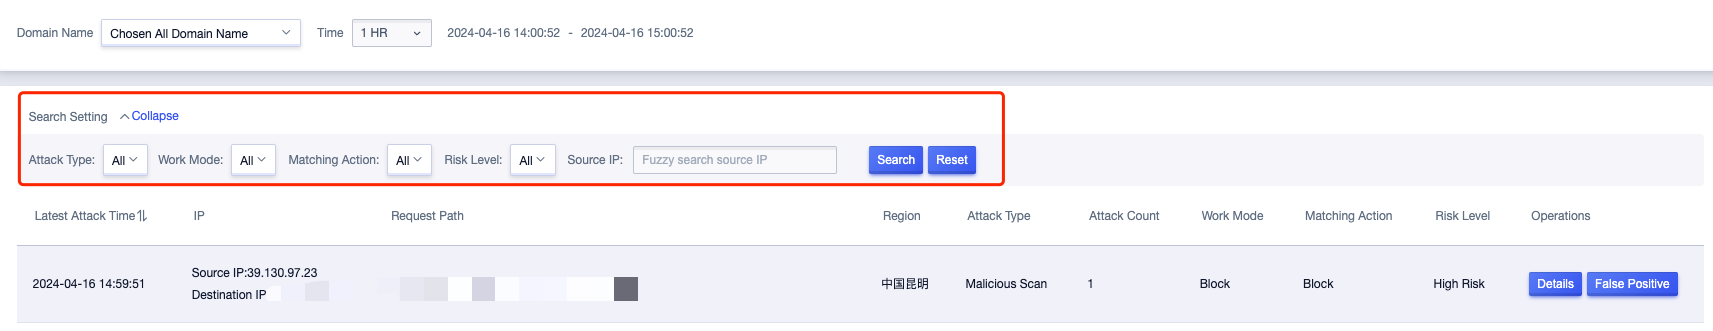 Domain Name Chosen All Domain Name Time 1 HR 2024-04-16 14:00:52 - 2024-04-16 15:00:52
Search Setting Collapse
Attack Type: All Work Mode: All Matching Action: All Risk Level: All Source IP: Fuzzy search source IP Search Reset
Latest Attack Time IP Request Path Region Attack Type Attack Count Work Mode Matching Action Risk Level Operations
Source IP:39.130.97.23
2024-04-16 14:59:51 中国昆明 Malicious Scan 1 Block Block High Risk Details False Positive
Destination IP